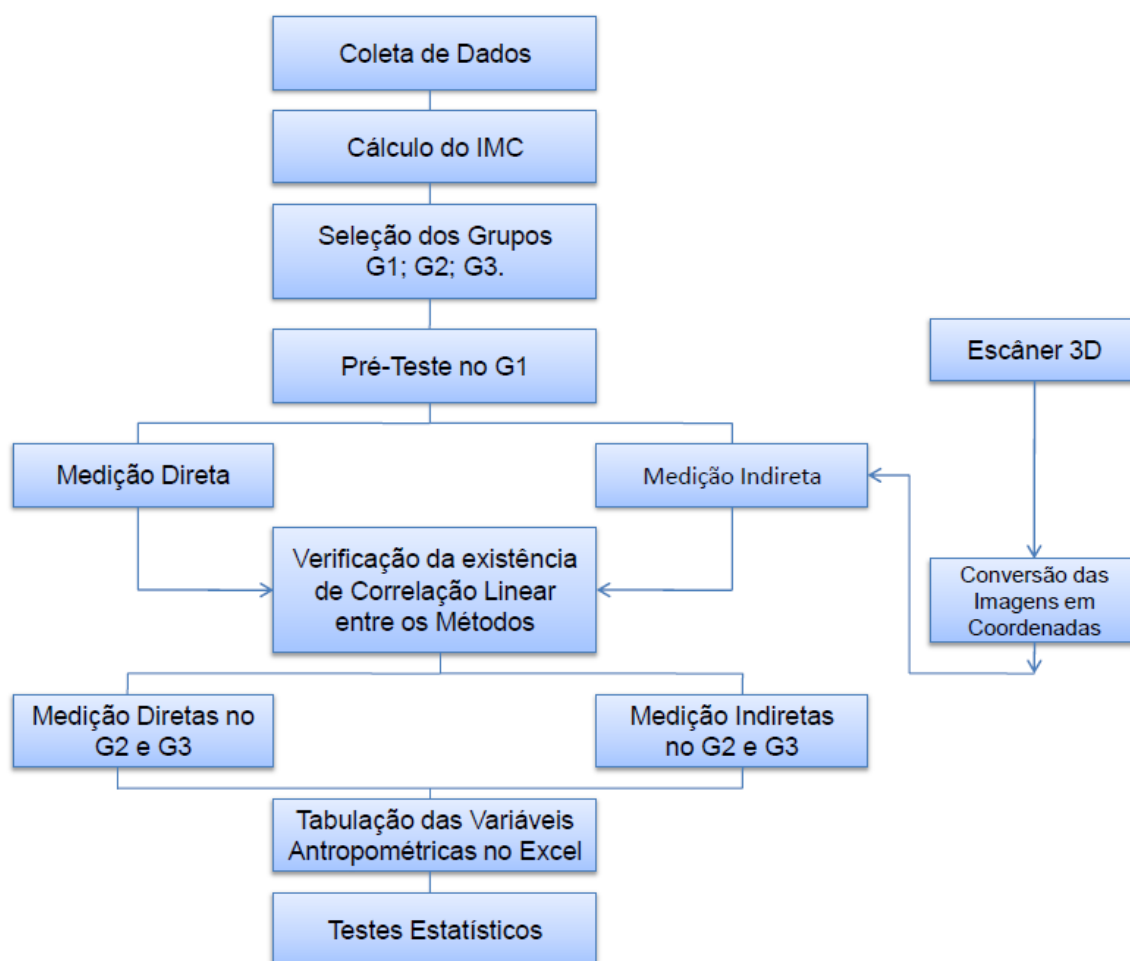 Coleta de Dados
Cálculo do IMC
Seleção dos Grupos
G1; G2; G3.
Pré-Teste no G1
Escâner 3D
Medição Direta
Medição Indireta
Verificação da existência
de Correlação Linear
entre os Métodos
Conversão das
Imagens em
Coordenadas
Medição Diretas no
G2 e G3
Medição Indiretas
no G2 e G3
Tabulação das Variáveis
Antropométricas no Excel
Testes Estatísticos